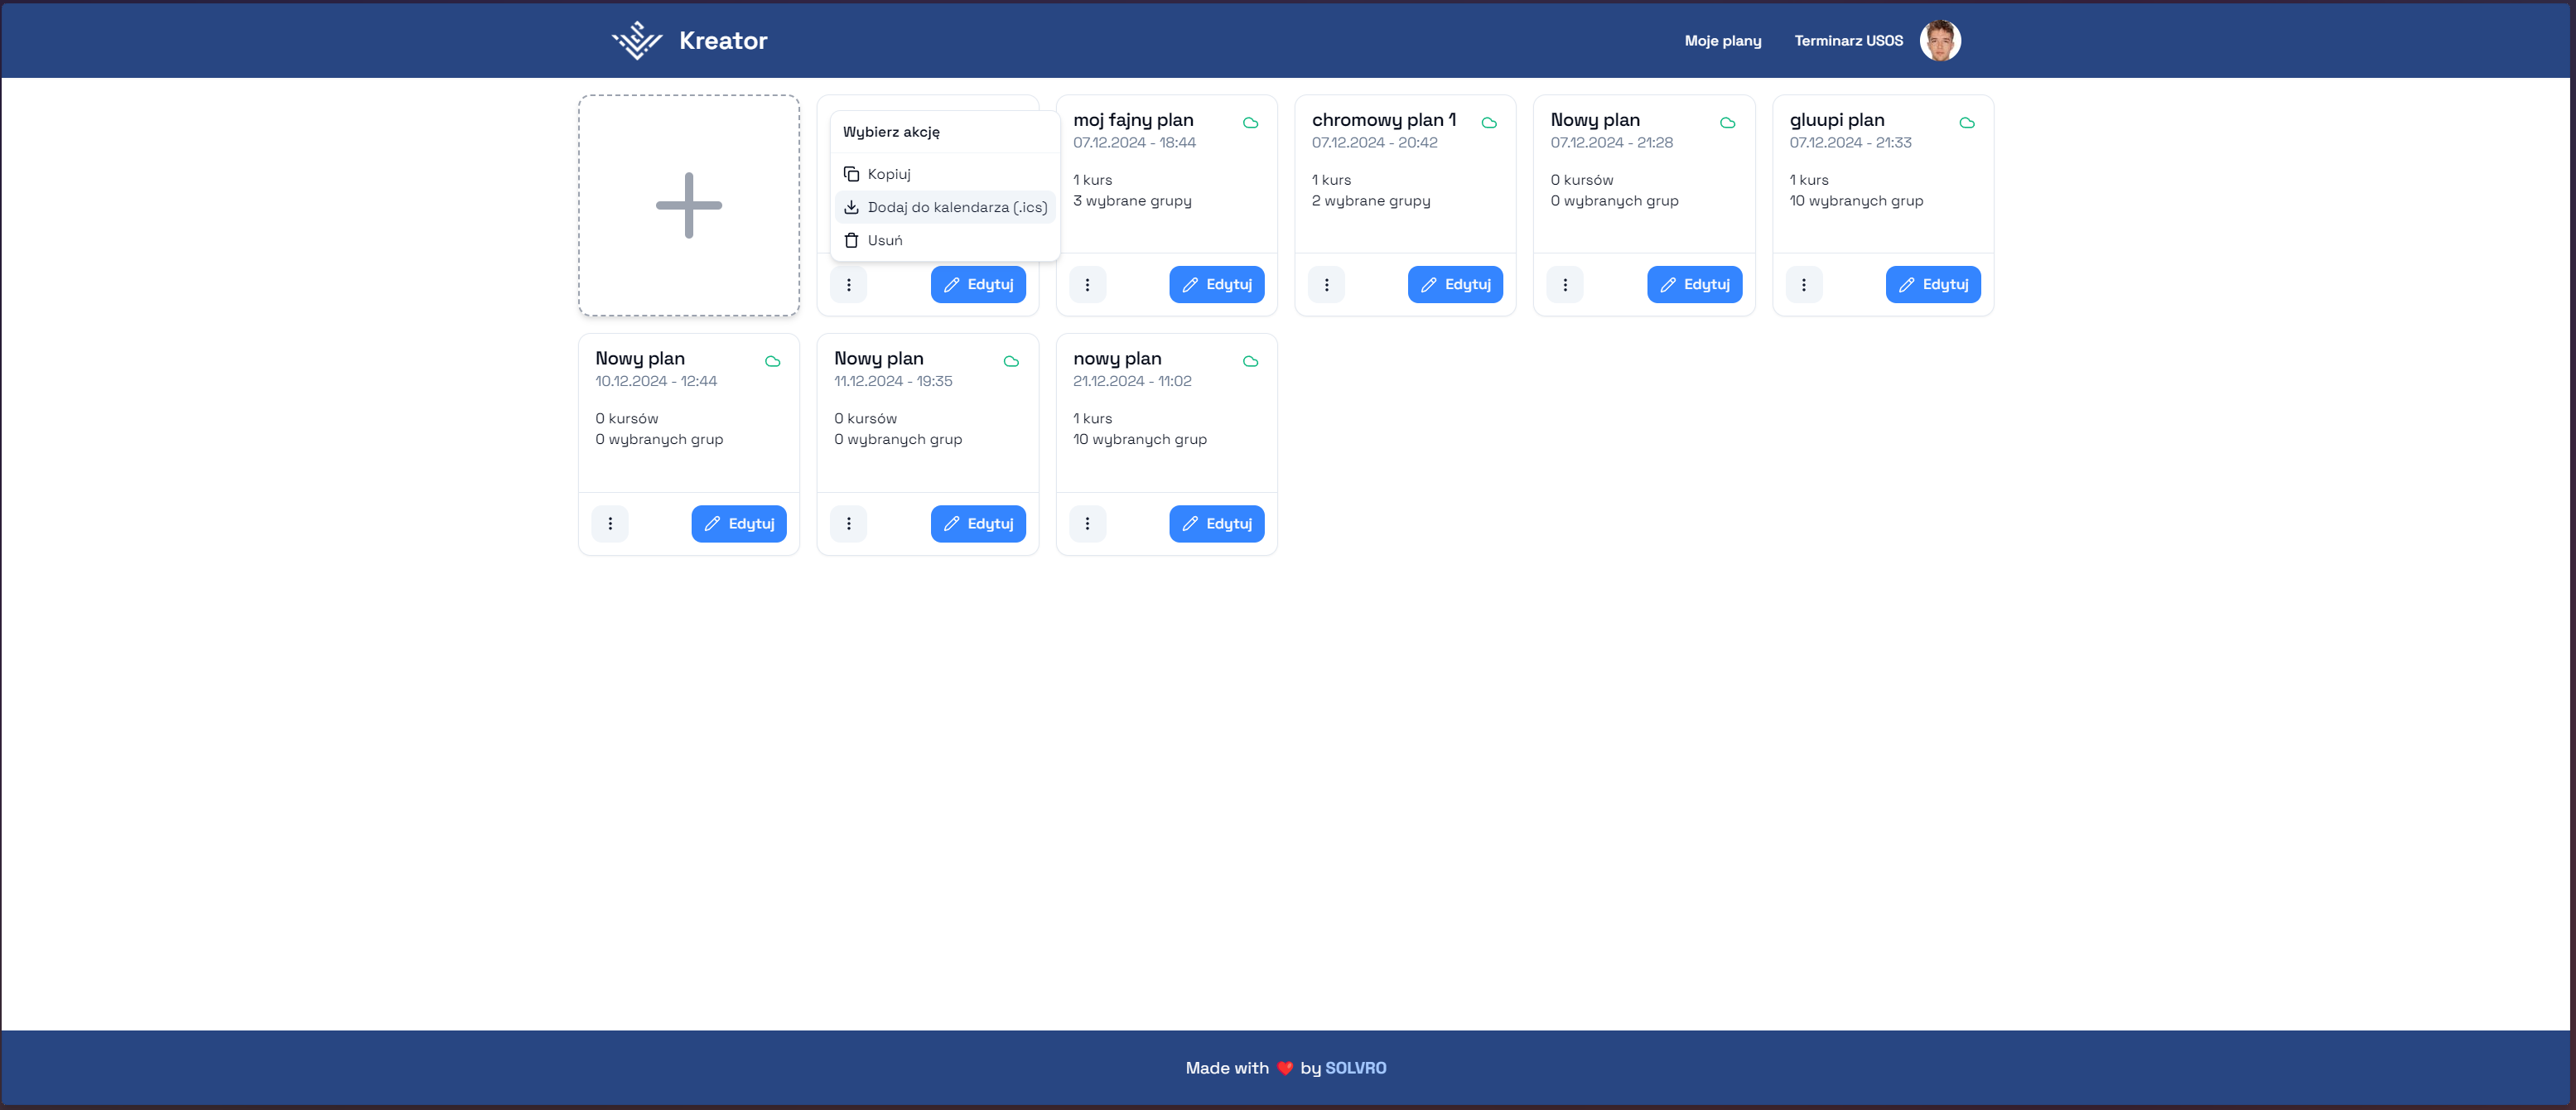 Kreator
Moje plany
Terminarz USOS
Wybierz akcję
Kopiuj
Dodaj do kalendarza (.ics)
Usuń
Edytuj
moj fajny plan
07.12.2024 - 18:44
1 kurs
3 wybrane grupy
Edytuj
chromowy plan 1
07.12.2024 - 20:42
1 kurs
2 wybrane grupy
Edytuj
Nowy plan
07.12.2024 - 21:28
0 kursów
0 wybranych grup
Edytuj
gluupi plan
07.12.2024 - 21:33
1 kurs
10 wybranych grup
Edytuj
Nowy plan
10.12.2024 - 12:44
0 kursów
0 wybranych grup
Edytuj
Nowy plan
11.12.2024 - 19:35
0 kursów
0 wybranych grup
Edytuj
nowy plan
21.12.2024 - 11:02
1 kurs
10 wybranych grup
Edytuj
Made with ❤️ by SOLVRO